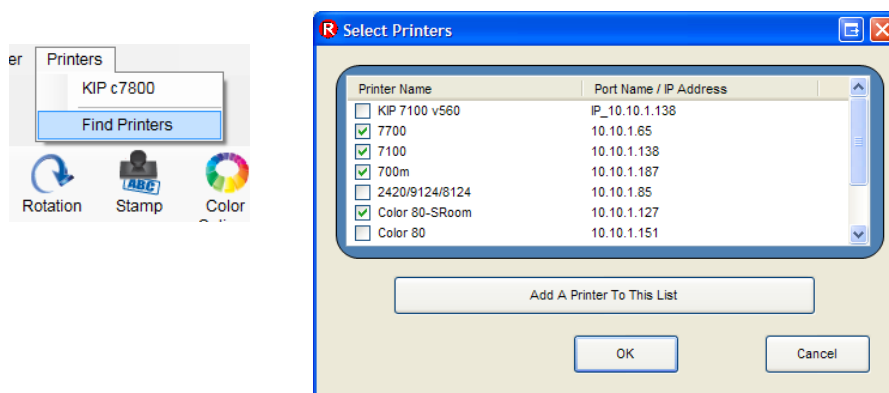 er Printers
KIP c7800
Find Printers
Rotation Stamp Color
ABC
R Select Printers
Printer Name Port Name / IP Address
KIP 7100 v560 IP_10.10.1.138
7700 10.10.1.65
7100 10.10.1.138
700m 10.10.1.187
2420/9124/8124 10.10.1.85
Color 80-SRoom 10.10.1.127
Color 80 10.10.1.151
Add A Printer To This List
OK Cancel